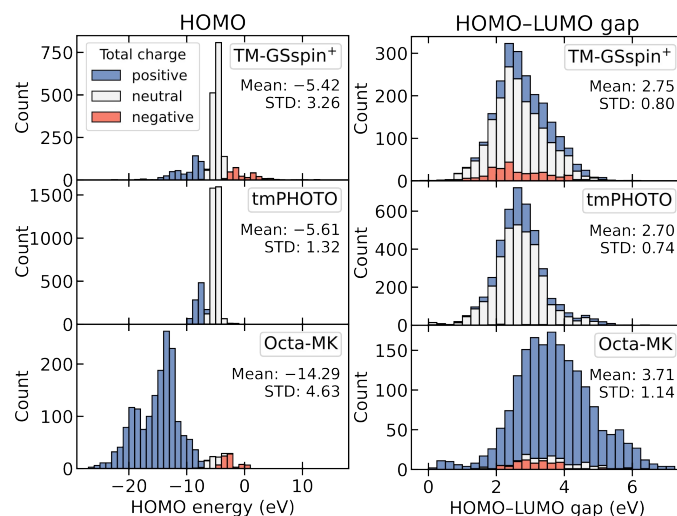 HOMO
HOMO–LUMO gap
Total charge
positive
neutral
negative
TM-GSspin⁺
Mean: −5.42
STD: 3.26
Count
750
500
250
0
TM-GSspin⁺
Mean: 2.75
STD: 0.80
Count
300
200
100
0
tmPHOTO
Mean: −5.61
STD: 1.32
Count
1500
1000
500
0
tmPHOTO
Mean: 2.70
STD: 0.74
Count
600
400
200
0
Octa-MK
Mean: −14.29
STD: 4.63
Count
200
100
0
−20
−10
0
10
HOMO energy (eV)
Octa-MK
Mean: 3.71
STD: 1.14
Count
150
100
50
0
0
2
4
6
HOMO–LUMO gap (eV)